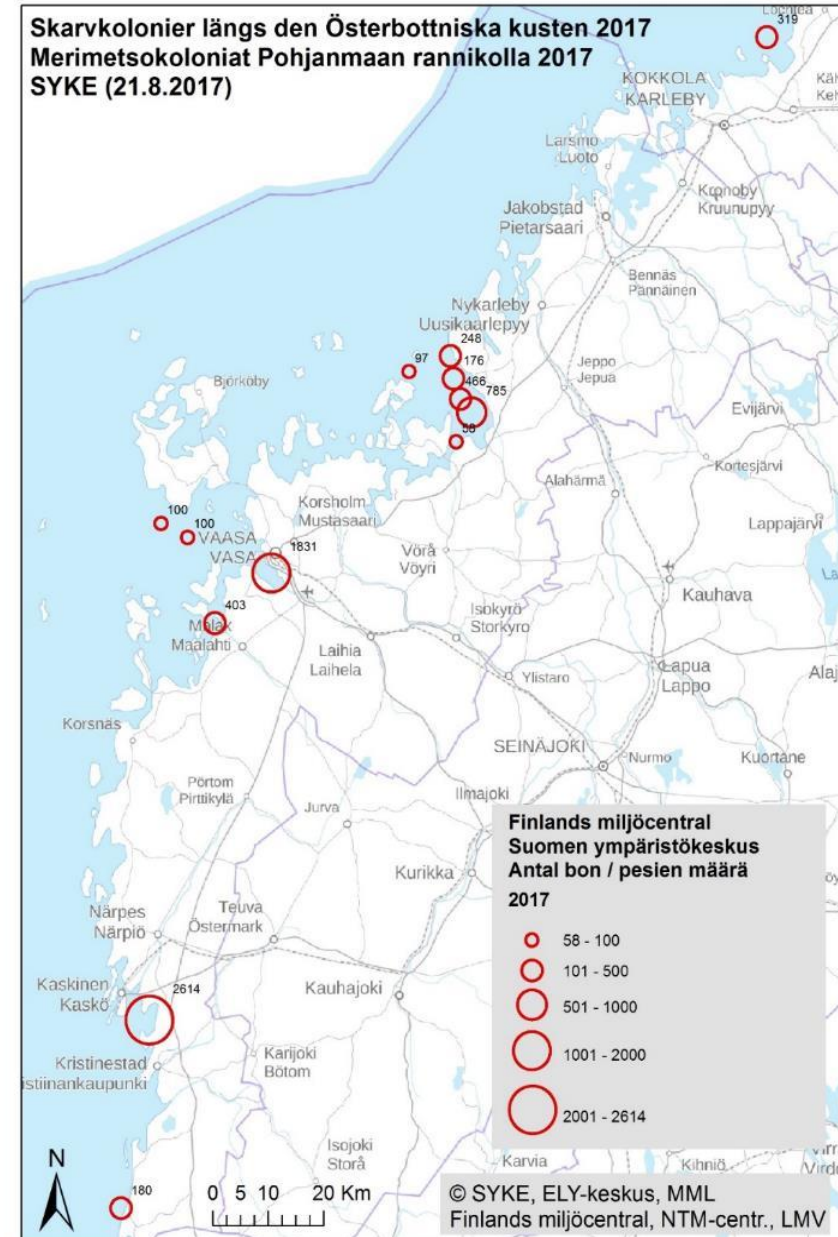 Skarvkolonier längs den Österbottniska kusten 2017
Merimetsokoloniat Pohjanmaan rannikolla 2017
SYKE (21.8.2017)
319
KOKKOLA
KARLEBY
Larsmo
Luoto
Kronoby
Kruunupyy
Jakobstad
Pietarsaari
Bennäs
Pännäinen
Nykarleby
Uusikaarlepyy
248
97
176
466
785
58
Jeppo
Jepua
Björköby
Evijärvi
Kortesjärvi
Alahärmä
Lappajärvi
Korsholm
Mustasaari
100
100
VAASA
VASA
1831
Vörå
Vöyri
Kauhava
403
Malax
Maalahti
Isokyrö
Storkyro
Laihia
Laihela
Ylistaro
Lapua
Lappo
Korsnäs
SEINÄJOKI
Nurmo
Kuortane
Pörtom
Pirttikylä
Jurva
Ilmajoki
Kurikka
Finlands miljöcentral
Suomen ympäristökeskus
Antal bon / pesien määrä
2017
58 - 100
101 - 500
501 - 1000
1001 - 2000
2001 - 2614
Närpes
Närpiö
Teuva
Östermark
Kaskinen
Kaskö
2614
Kauhajoki
Kristinestad
Karijoki
Bötom
Isojoki
Storå
Karvia
Kihniö
180
N
0 5 10 20 Km
© SYKE, ELY-keskus, MML
Finlands miljöcentral, NTM-centr., LMV